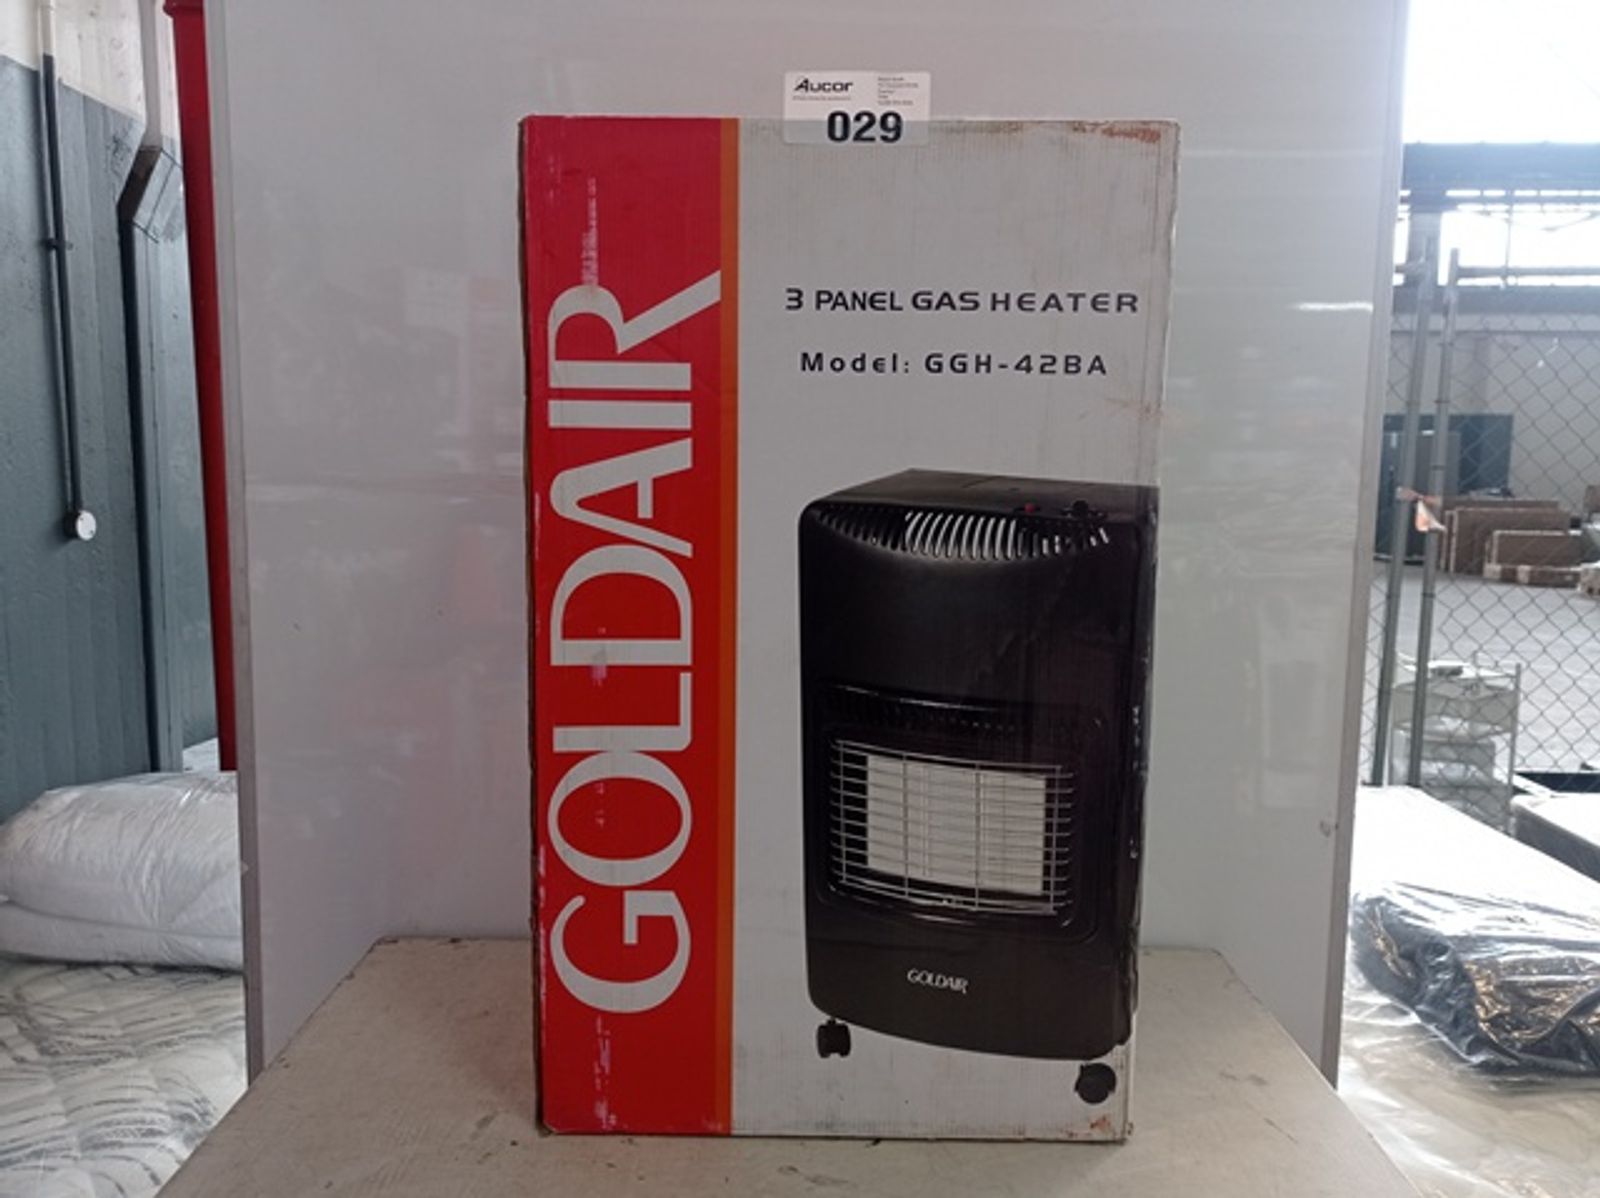 Aucor
029
3 PANEL GAS HEATER
Model: GGH-42BA
GOLDAIR
GOLDAIR